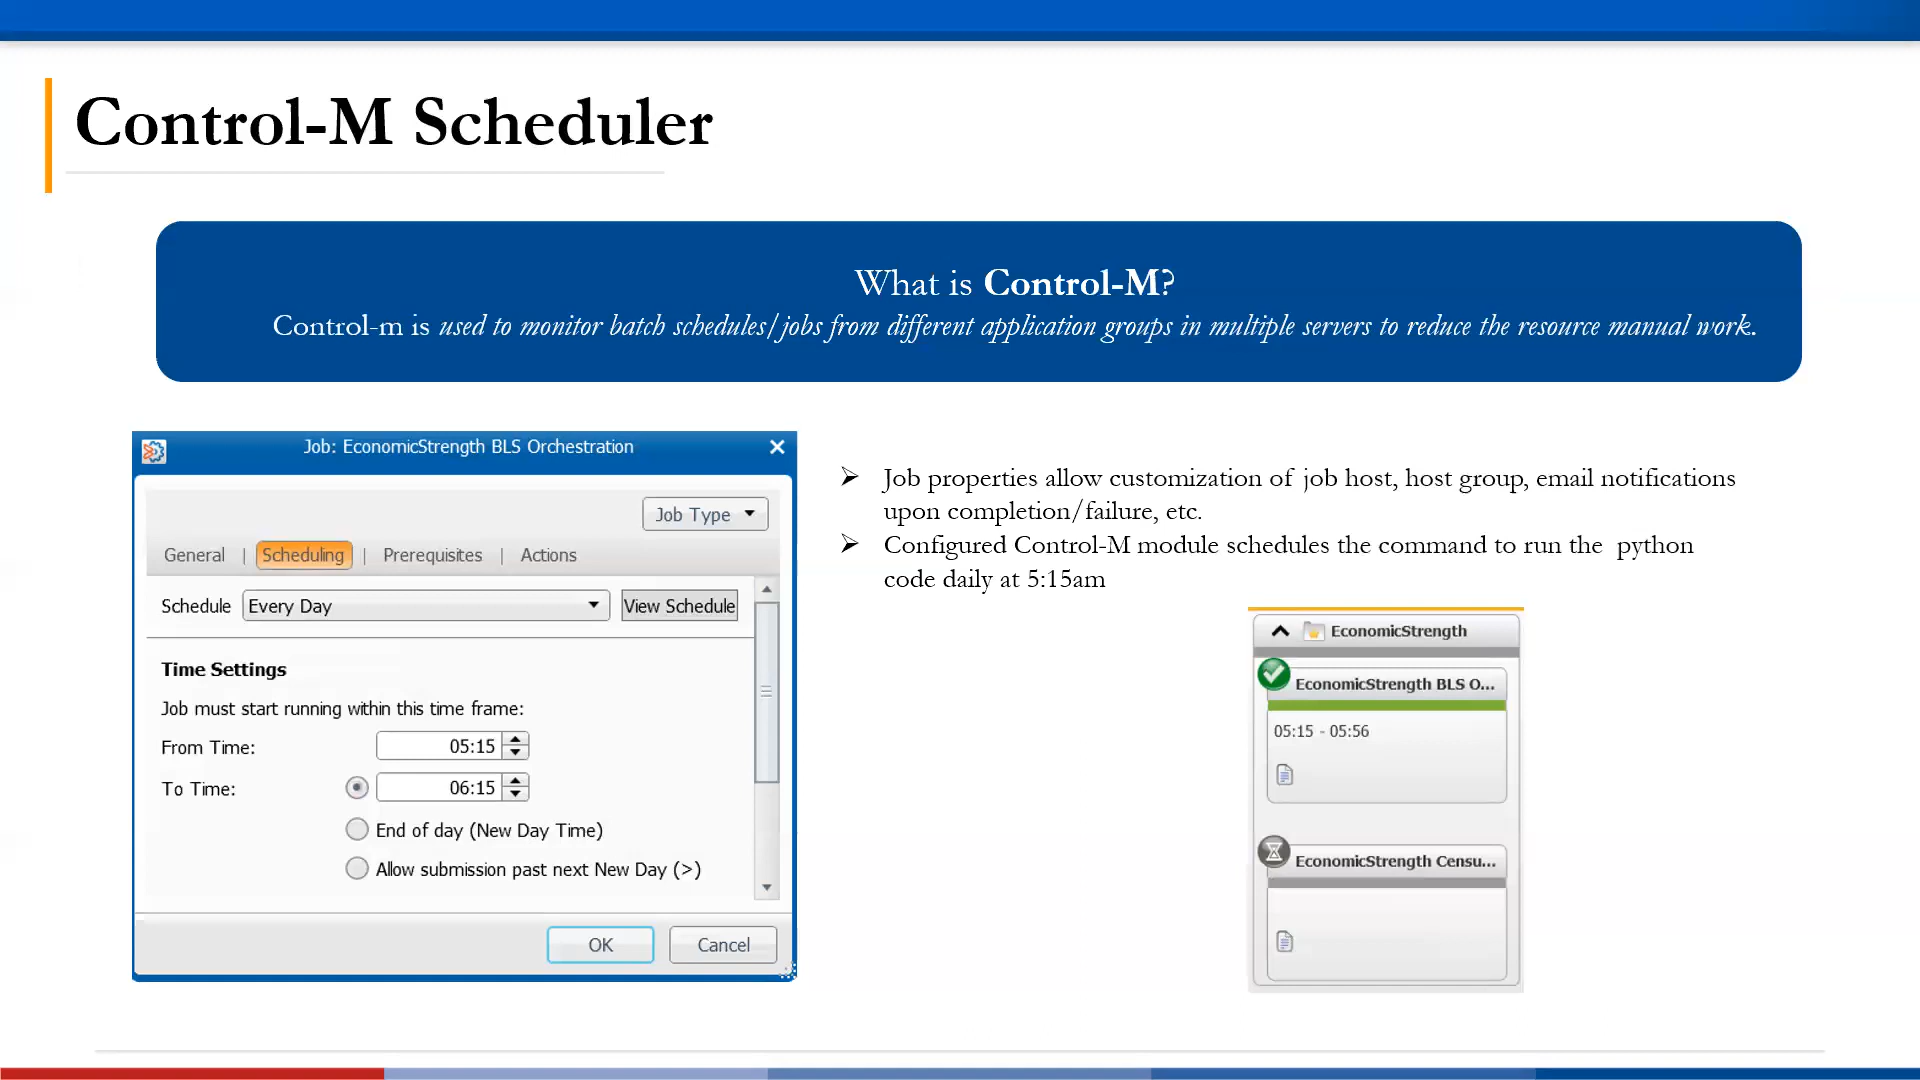 Control-M Scheduler
What is Control-M?
Control-m is used to monitor batch schedules/jobs from different application groups in multiple servers to reduce the resource manual work.
Job: EconomicStrength BLS Orchestration
Job Type
General | Scheduling | Prerequisites | Actions
Schedule Every Day View Schedule
Time Settings
Job must start running within this time frame:
From Time: 05:15
To Time: 06:15
End of day (New Day Time)
Allow submission past next New Day (>)
OK Cancel
➢ Job properties allow customization of job host, host group, email notifications
upon completion/failure, etc.
➢ Configured Control-M module schedules the command to run the python
code daily at 5:15am
EconomicStrength
EconomicStrength BLS O...
05:15 - 05:56
EconomicStrength Censu...